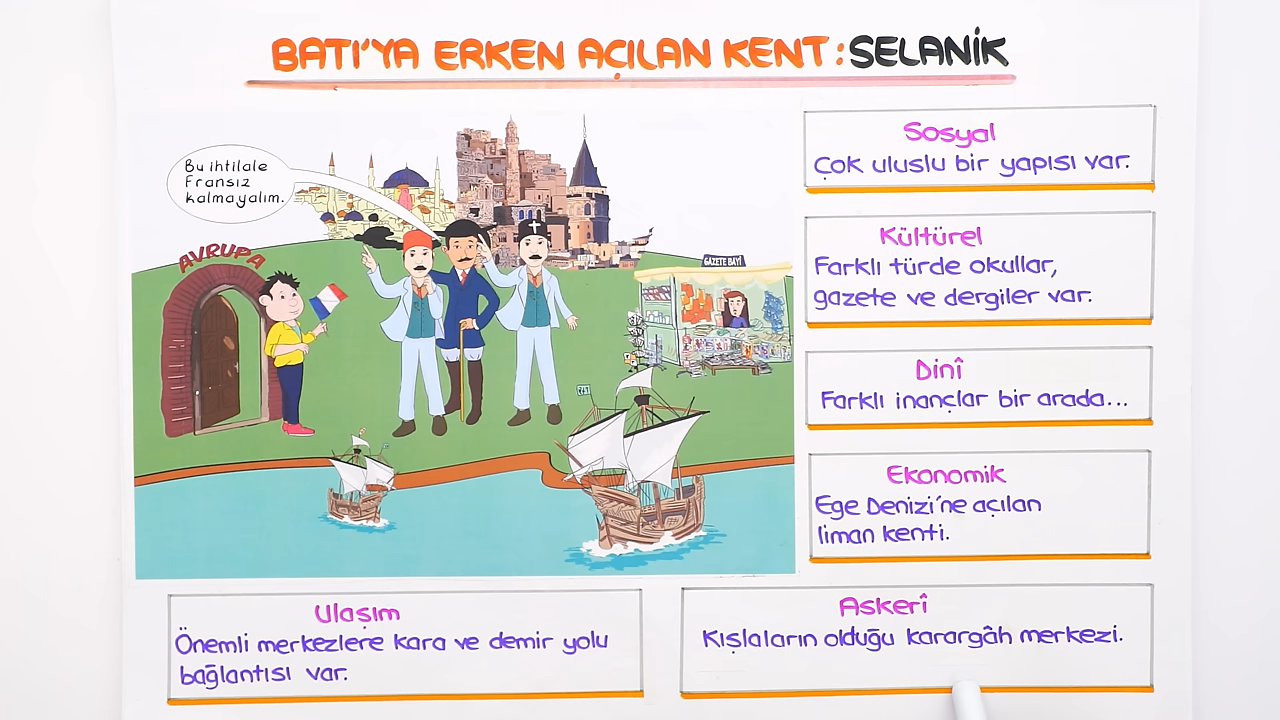 BATI'YA ERKEN AÇILAN KENT: SELANİK
Bu ihtilale
Fransız
kalmayalım.
AVRUPA
GAZETE BAYİ
Sosyal
Çok uluslu bir yapısı var.
Kültürel
Farklı türde okullar,
gazete ve dergiler var.
Dinî
Farklı inançlar bir arada...
Ekonomik
Ege Denizi'ne açılan
liman kenti.
Ulaşım
Önemli merkezlere kara ve demir yolu
bağlantısı var.
Askerî
Kışlaların olduğu karargâh merkezi.